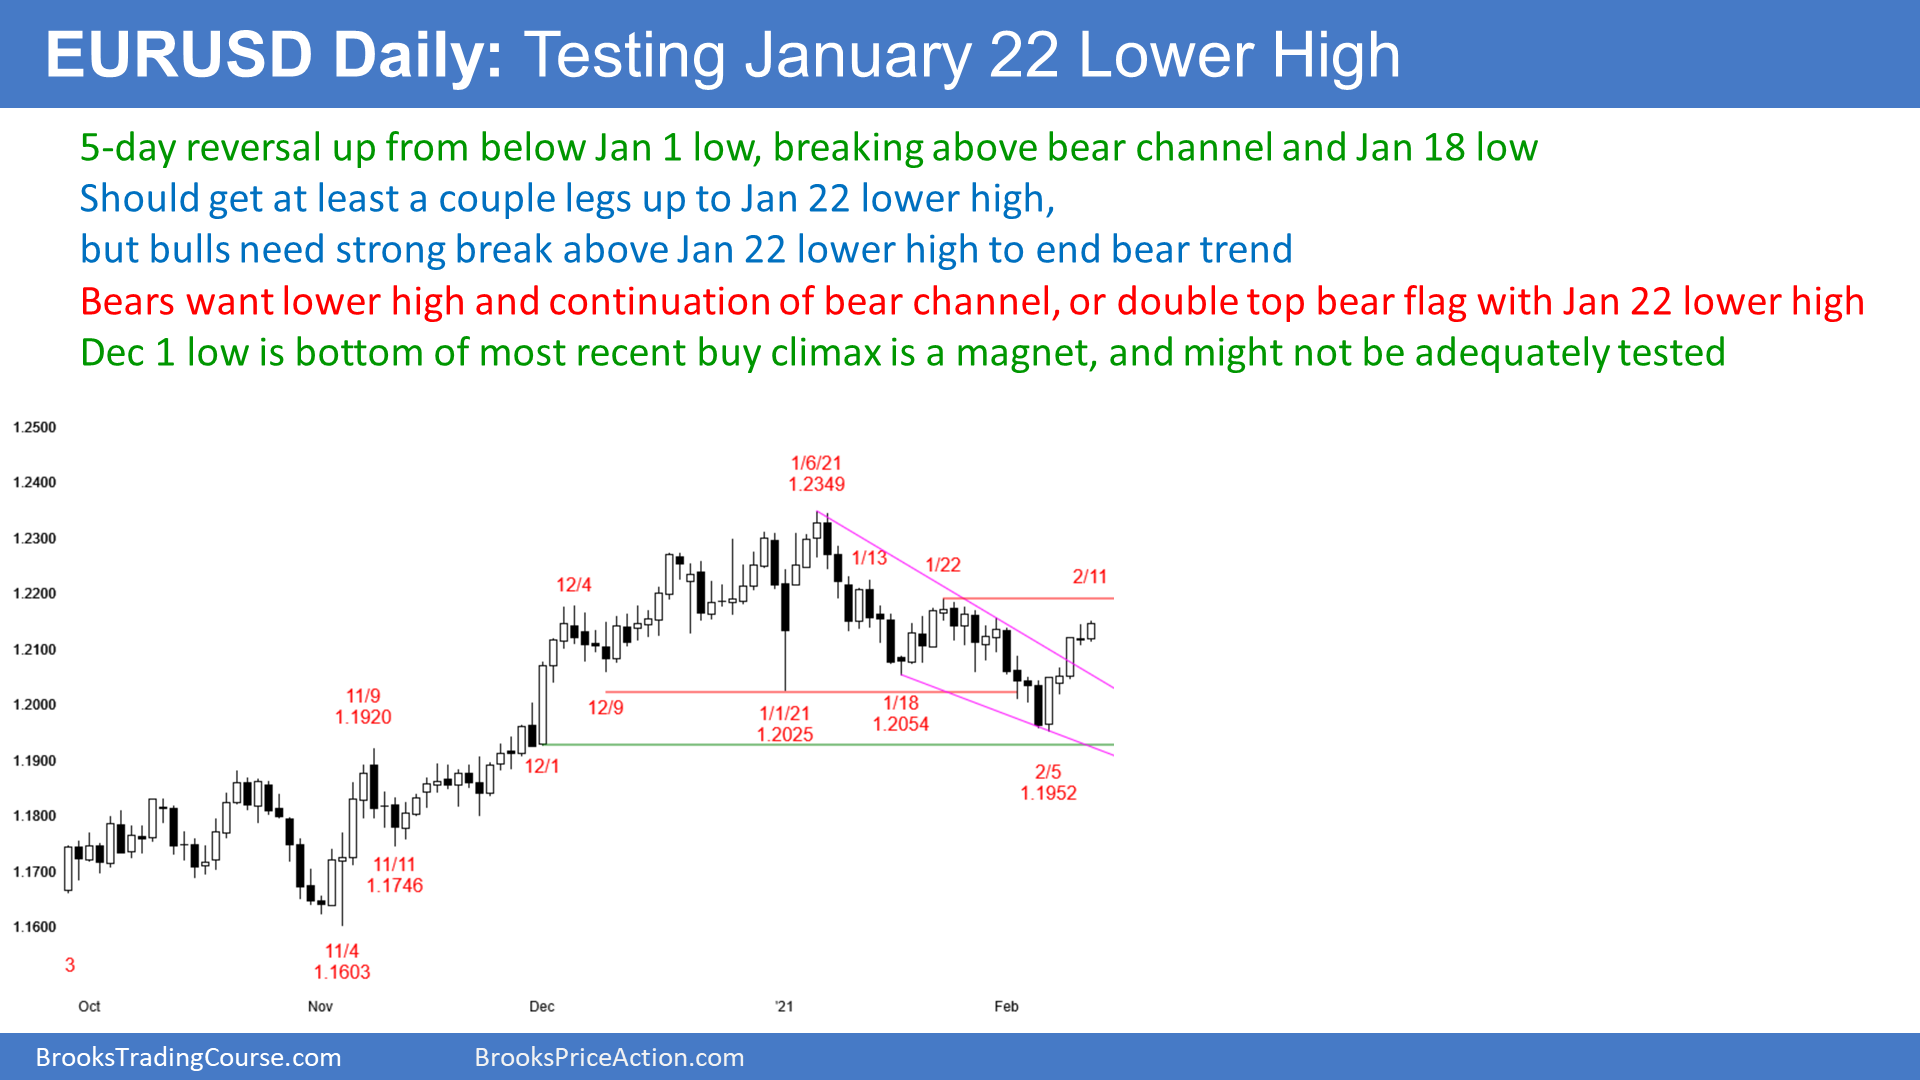 EURUSD Daily: Testing January 22 Lower High
5-day reversal up from below Jan 1 low, breaking above bear channel and Jan 18 low
Should get at least a couple legs up to Jan 22 lower high,
but bulls need strong break above Jan 22 lower high to end bear trend
Bears want lower high and continuation of bear channel, or double top bear flag with Jan 22 lower high
Dec 1 low is bottom of most recent buy climax is a magnet, and might not be adequately tested
1.2500
1.2400
1.2300
1.2200
1.2100
1.2000
1.1900
1.1800
1.1700
1.1600
3
11/4
1.1603
11/9
1.1920
11/11
1.1746
12/1
12/4
12/9
1/1/21
1.2025
1/6/21
1.2349
1/13
1/18
1.2054
1/22
2/5
1.1952
2/11
Oct
Nov
Dec
'21
Feb
BrooksTradingCourse.com
BrooksPriceAction.com